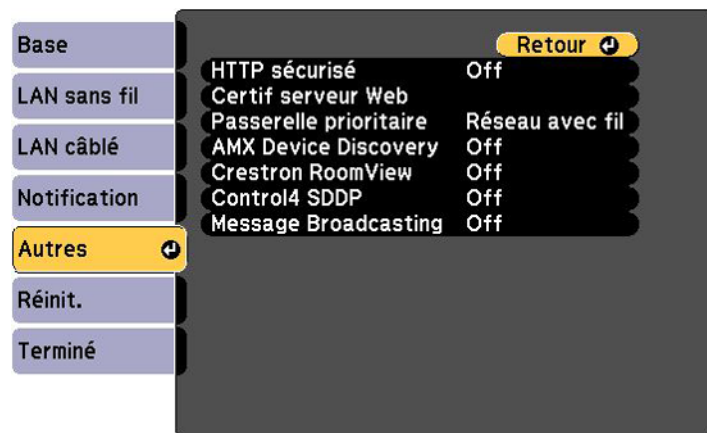 Base
LAN sans fil
LAN câblé
Notification
Autres
Réinit.
Terminé
Retour
HTTP sécurisé Off
Certif serveur Web
Passerelle prioritaire Réseau avec fil
AMX Device Discovery Off
Crestron RoomView Off
Control4 SDDP Off
Message Broadcasting Off